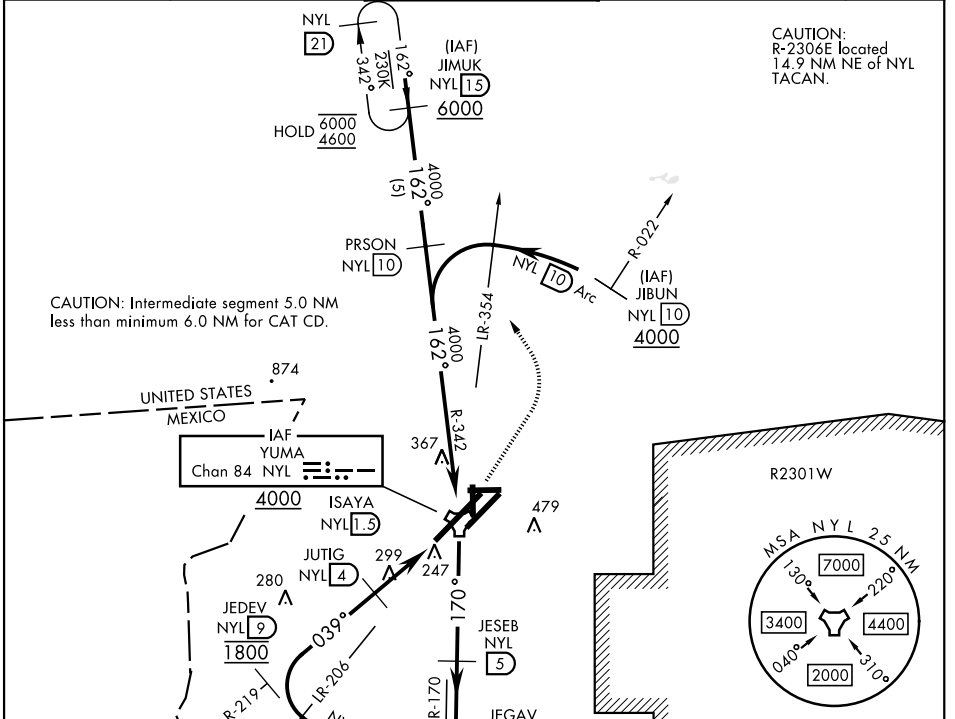 NYL
21
162°
230K
342°
(IAF)
JIMUK
NYL 15
6000
HOLD 6000
4600
CAUTION:
R-2306E located
14.9 NM NE of NYL
TACAN.
4000
162°
(5)
PRSON
NYL 10
NYL 10 Arc
R-022
(IAF)
JIBUN
NYL 10
4000
LR-354
CAUTION: Intermediate segment 5.0 NM
less than minimum 6.0 NM for CAT CD.
4000
162°
R-342
874
UNITED STATES
MEXICO
IAF
YUMA
Chan 84 NYL
4000
367
ISAYA
NYL 1.5
479
R2301W
JUTIG
NYL 4
299
247
280
JEDEV
NYL 9
1800
039°
170°
JESEB
NYL
5
LR-206
R-219
R-170
JEGAV
MSA NYL 25 NM
130°
7000
220°
3400
4400
040°
2000
310°